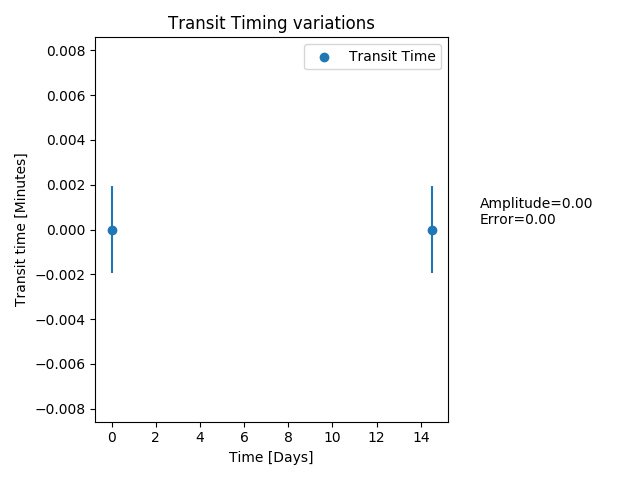 Transit Timing variations
Transit Time
0.008
0.006
0.004
0.002
0.000
−0.002
−0.004
−0.006
−0.008
Transit time [Minutes]
Amplitude=0.00
Error=0.00
0 2 4 6 8 10 12 14
Time [Days]